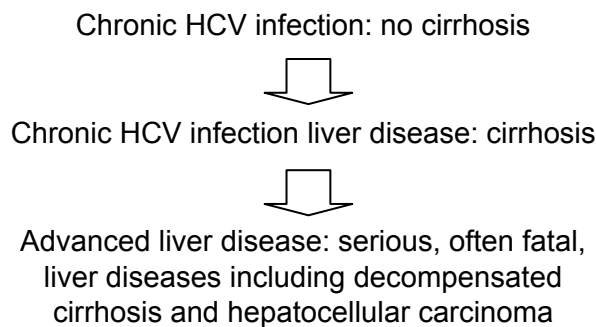 Chronic HCV infection: no cirrhosis
Chronic HCV infection liver disease: cirrhosis
Advanced liver disease: serious, often fatal,
liver diseases including decompensated
cirrhosis and hepatocellular carcinoma